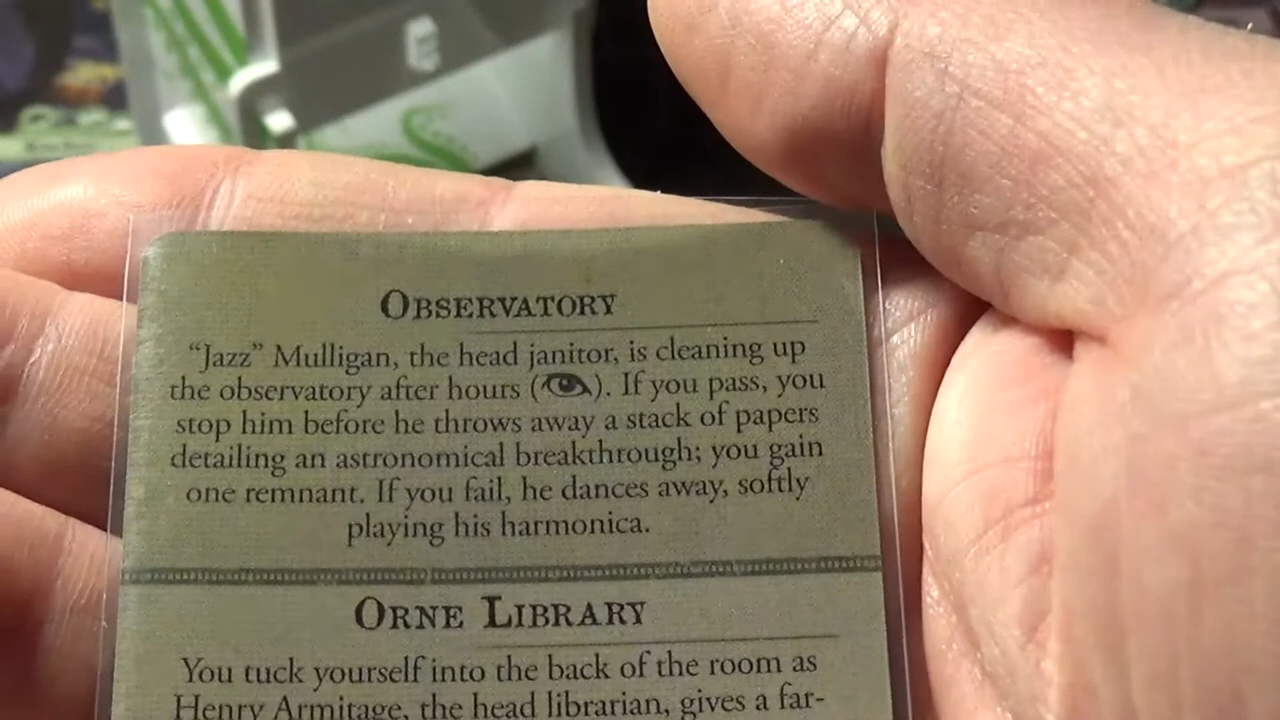 OBSERVATORY
“Jazz” Mulligan, the head janitor, is cleaning up
the observatory after hours (). If you pass, you
stop him before he throws away a stack of papers
detailing an astronomical breakthrough; you gain
one remnant. If you fail, he dances away, softly
playing his harmonica.
ORNE LIBRARY
You tuck yourself into the back of the room as
Henry Armitage, the head librarian, gives a far-